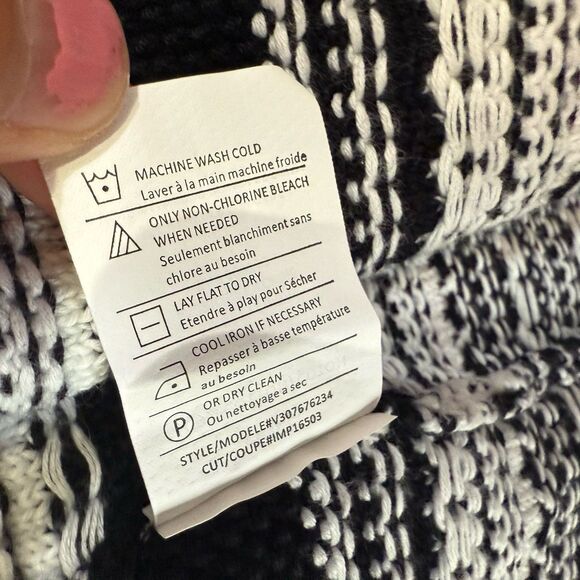 MACHINE WASH COLD
Laver à la main machine froide
ONLY NON-CHLORINE BLEACH
WHEN NEEDED
Seulement blanchiment sans
chlore au besoin
LAY FLAT TO DRY
Etendre à play pour Sécher
COOL IRON IF NECESSARY
Repasser à basse température
au besoin
OR DRY CLEAN
Ou nettoyage a sec
P
STYLE/MODELE#V307676234
CUT/COUPE#IMP16503